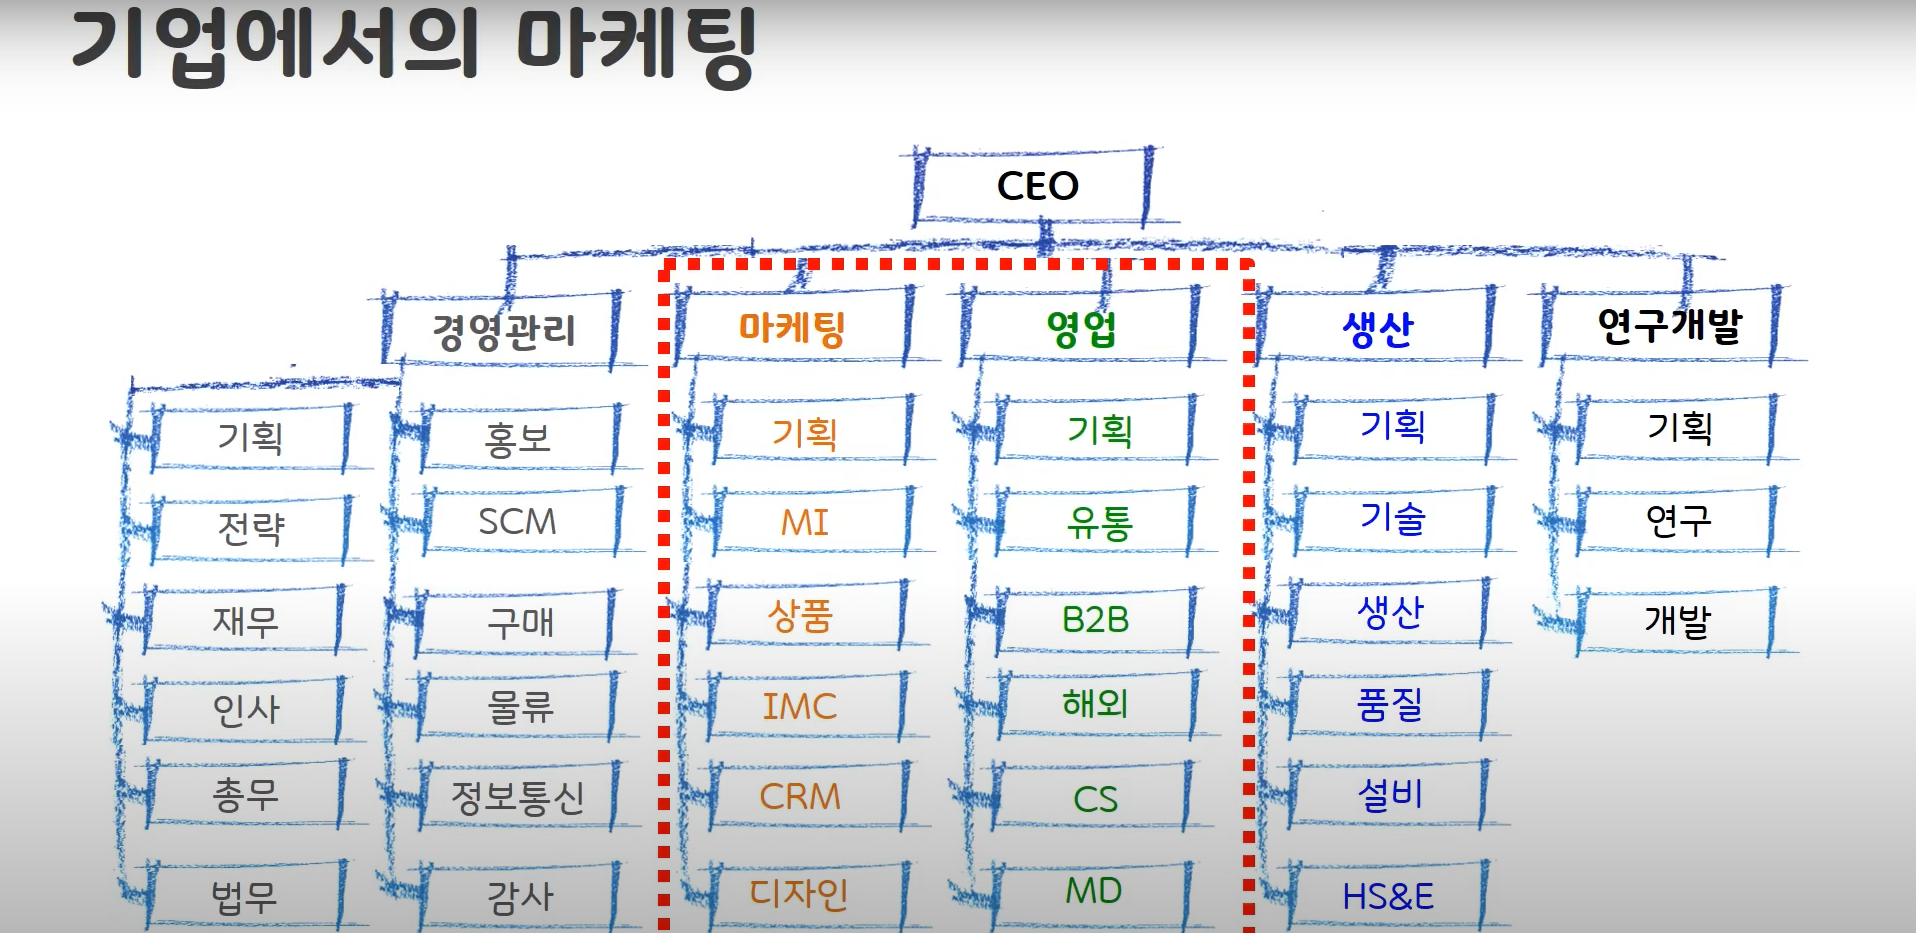 기업에서의 마케팅
CEO
경영관리
마케팅
영업
생산
연구개발
기획
홍보
기획
기획
기획
기획
전략
SCM
MI
유통
기술
연구
재무
구매
상품
B2B
생산
개발
인사
물류
IMC
해외
품질
총무
정보통신
CRM
CS
설비
법무
감사
디자인
MD
HS&E